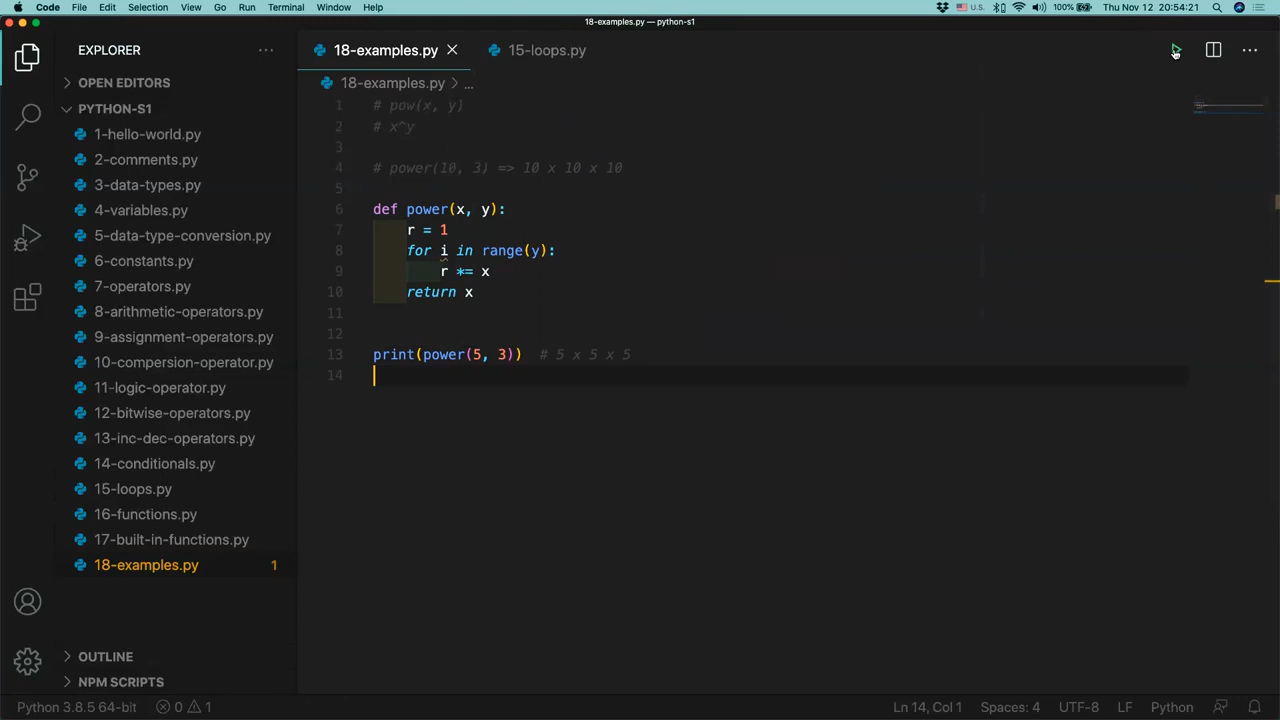 Code File Edit Selection View Go Run Terminal Window Help U.S. 100% Thu Nov 12 20:54:21
18-examples.py — python-s1
EXPLORER
18-examples.py
15-loops.py
OPEN EDITORS
18-examples.py > ...
PYTHON-S1
1-hello-world.py
2-comments.py
3-data-types.py
4-variables.py
5-data-type-conversion.py
6-constants.py
7-operators.py
8-arithmetic-operators.py
9-assignment-operators.py
10-compersion-operator.py
11-logic-operator.py
12-bitwise-operators.py
13-inc-dec-operators.py
14-conditionals.py
15-loops.py
16-functions.py
17-built-in-functions.py
18-examples.py 1
OUTLINE
NPM SCRIPTS
1 # pow(x, y)
2 # x^y
3
4 # power(10, 3) => 10 x 10 x 10
5
6 def power(x, y):
7 r = 1
8 for i in range(y):
9 r *= x
10 return x
11
12
13 print(power(5, 3)) # 5 x 5 x 5
14
Python 3.8.5 64-bit 0 1 Ln 14, Col 1 Spaces: 4 UTF-8 LF Python